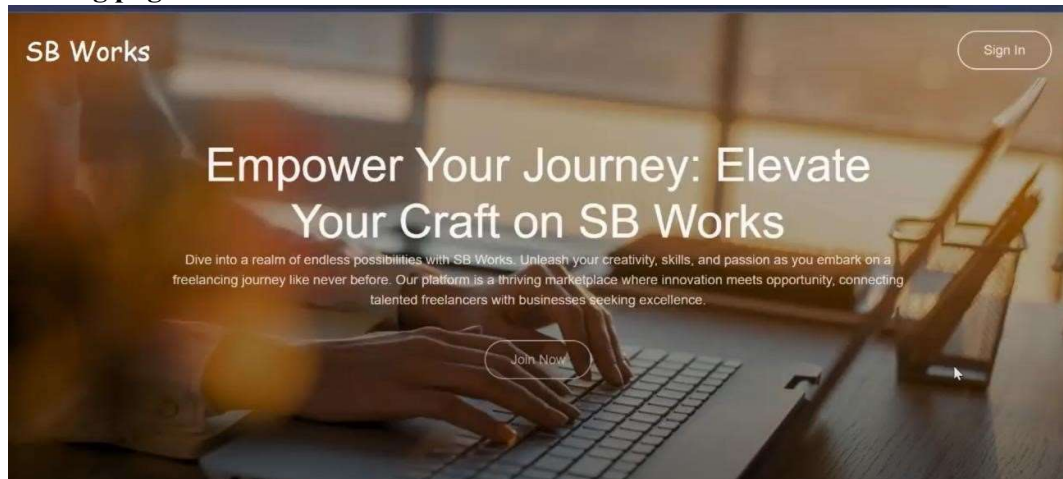 SB Works
Sign In
Empower Your Journey: Elevate
Your Craft on SB Works
Dive into a realm of endless possibilities with SB Works. Unleash your creativity, skills, and passion as you embark on a
freelancing journey like never before. Our platform is a thriving marketplace where innovation meets opportunity, connecting
talented freelancers with businesses seeking excellence.
Join Now